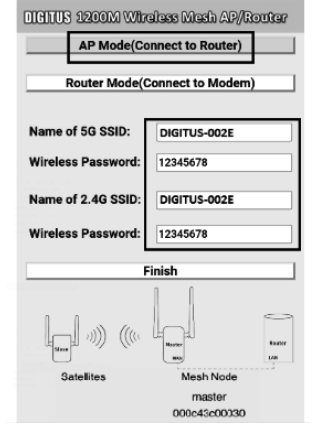 DIGITUS 1200M Wireless Mesh AP/Router
AP Mode(Connect to Router)
Router Mode(Connect to Modem)
Name of 5G SSID: DIGITUS-002E
Wireless Password: 12345678
Name of 2.4G SSID: DIGITUS-002E
Wireless Password: 12345678
Finish
Slave
Master
WAN
Router
LAN
Satellites
Mesh Node
master
000c43c00030